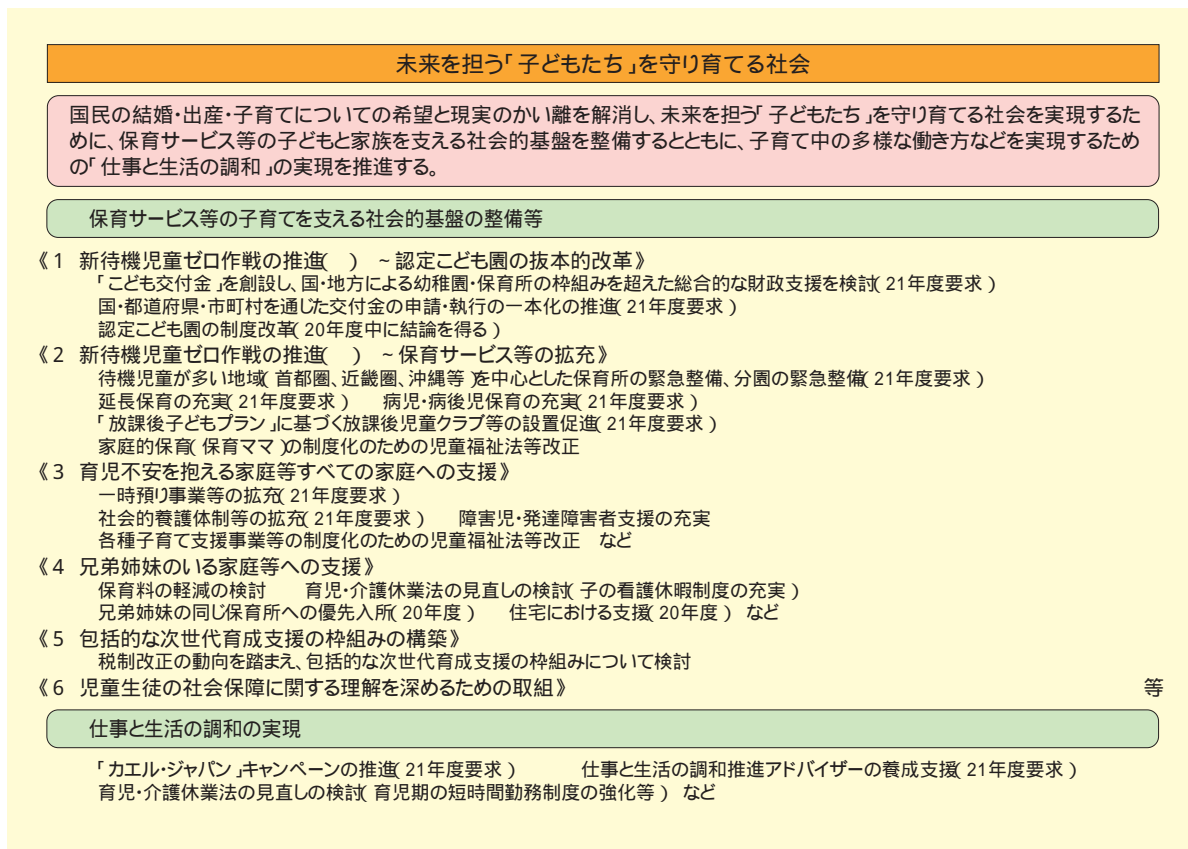 未来を担う「子どもたち」を守り育てる社会
国民の結婚・出産・子育てについての希望と現実のかい離を解消し、未来を担う「子どもたち」を守り育てる社会を実現するた
めに、保育サービス等の子どもと家族を支える社会的基盤を整備するとともに、子育て中の多様な働き方などを実現するため
の「仕事と生活の調和」の実現を推進する。
保育サービス等の子育てを支える社会的基盤の整備等
《1 新待機児童ゼロ作戦の推進( ) ~認定こども園の抜本的改革》
「こども交付金」を創設し、国・地方による幼稚園・保育所の枠組みを超えた総合的な財政支援を検討(21年度要求)
国・都道府県・市町村を通じた交付金の申請・執行の一本化の推進(21年度要求)
認定こども園の制度改革(20年度中に結論を得る)
《2 新待機児童ゼロ作戦の推進( ) ~保育サービス等の拡充》
待機児童が多い地域(首都圏、近畿圏、沖縄等)を中心とした保育所の緊急整備、分園の緊急整備(21年度要求)
延長保育の充実(21年度要求) 病児・病後児保育の充実(21年度要求)
「放課後子どもプラン」に基づく放課後児童クラブ等の設置促進(21年度要求)
家庭的保育(保育ママ)の制度化のための児童福祉法等改正
《3 育児不安を抱える家庭等すべての家庭への支援》
一時預り事業等の拡充(21年度要求)
社会的養護体制等の拡充(21年度要求) 障害児・発達障害者支援の充実
各種子育て支援事業等の制度化のための児童福祉法等改正 など
《4 兄弟姉妹のいる家庭等への支援》
保育料の軽減の検討 育児・介護休業法の見直しの検討(子の看護休暇制度の充実)
兄弟姉妹の同じ保育所への優先入所(20年度) 住宅における支援(20年度) など
《5 包括的な次世代育成支援の枠組みの構築》
税制改正の動向を踏まえ、包括的な次世代育成支援の枠組みについて検討
《6 児童生徒の社会保障に関する理解を深めるための取組》 等
仕事と生活の調和の実現
「カエル・ジャパン」キャンペーンの推進(21年度要求) 仕事と生活の調和推進アドバイザーの養成支援(21年度要求)
育児・介護休業法の見直しの検討(育児期の短時間勤務制度の強化等) など